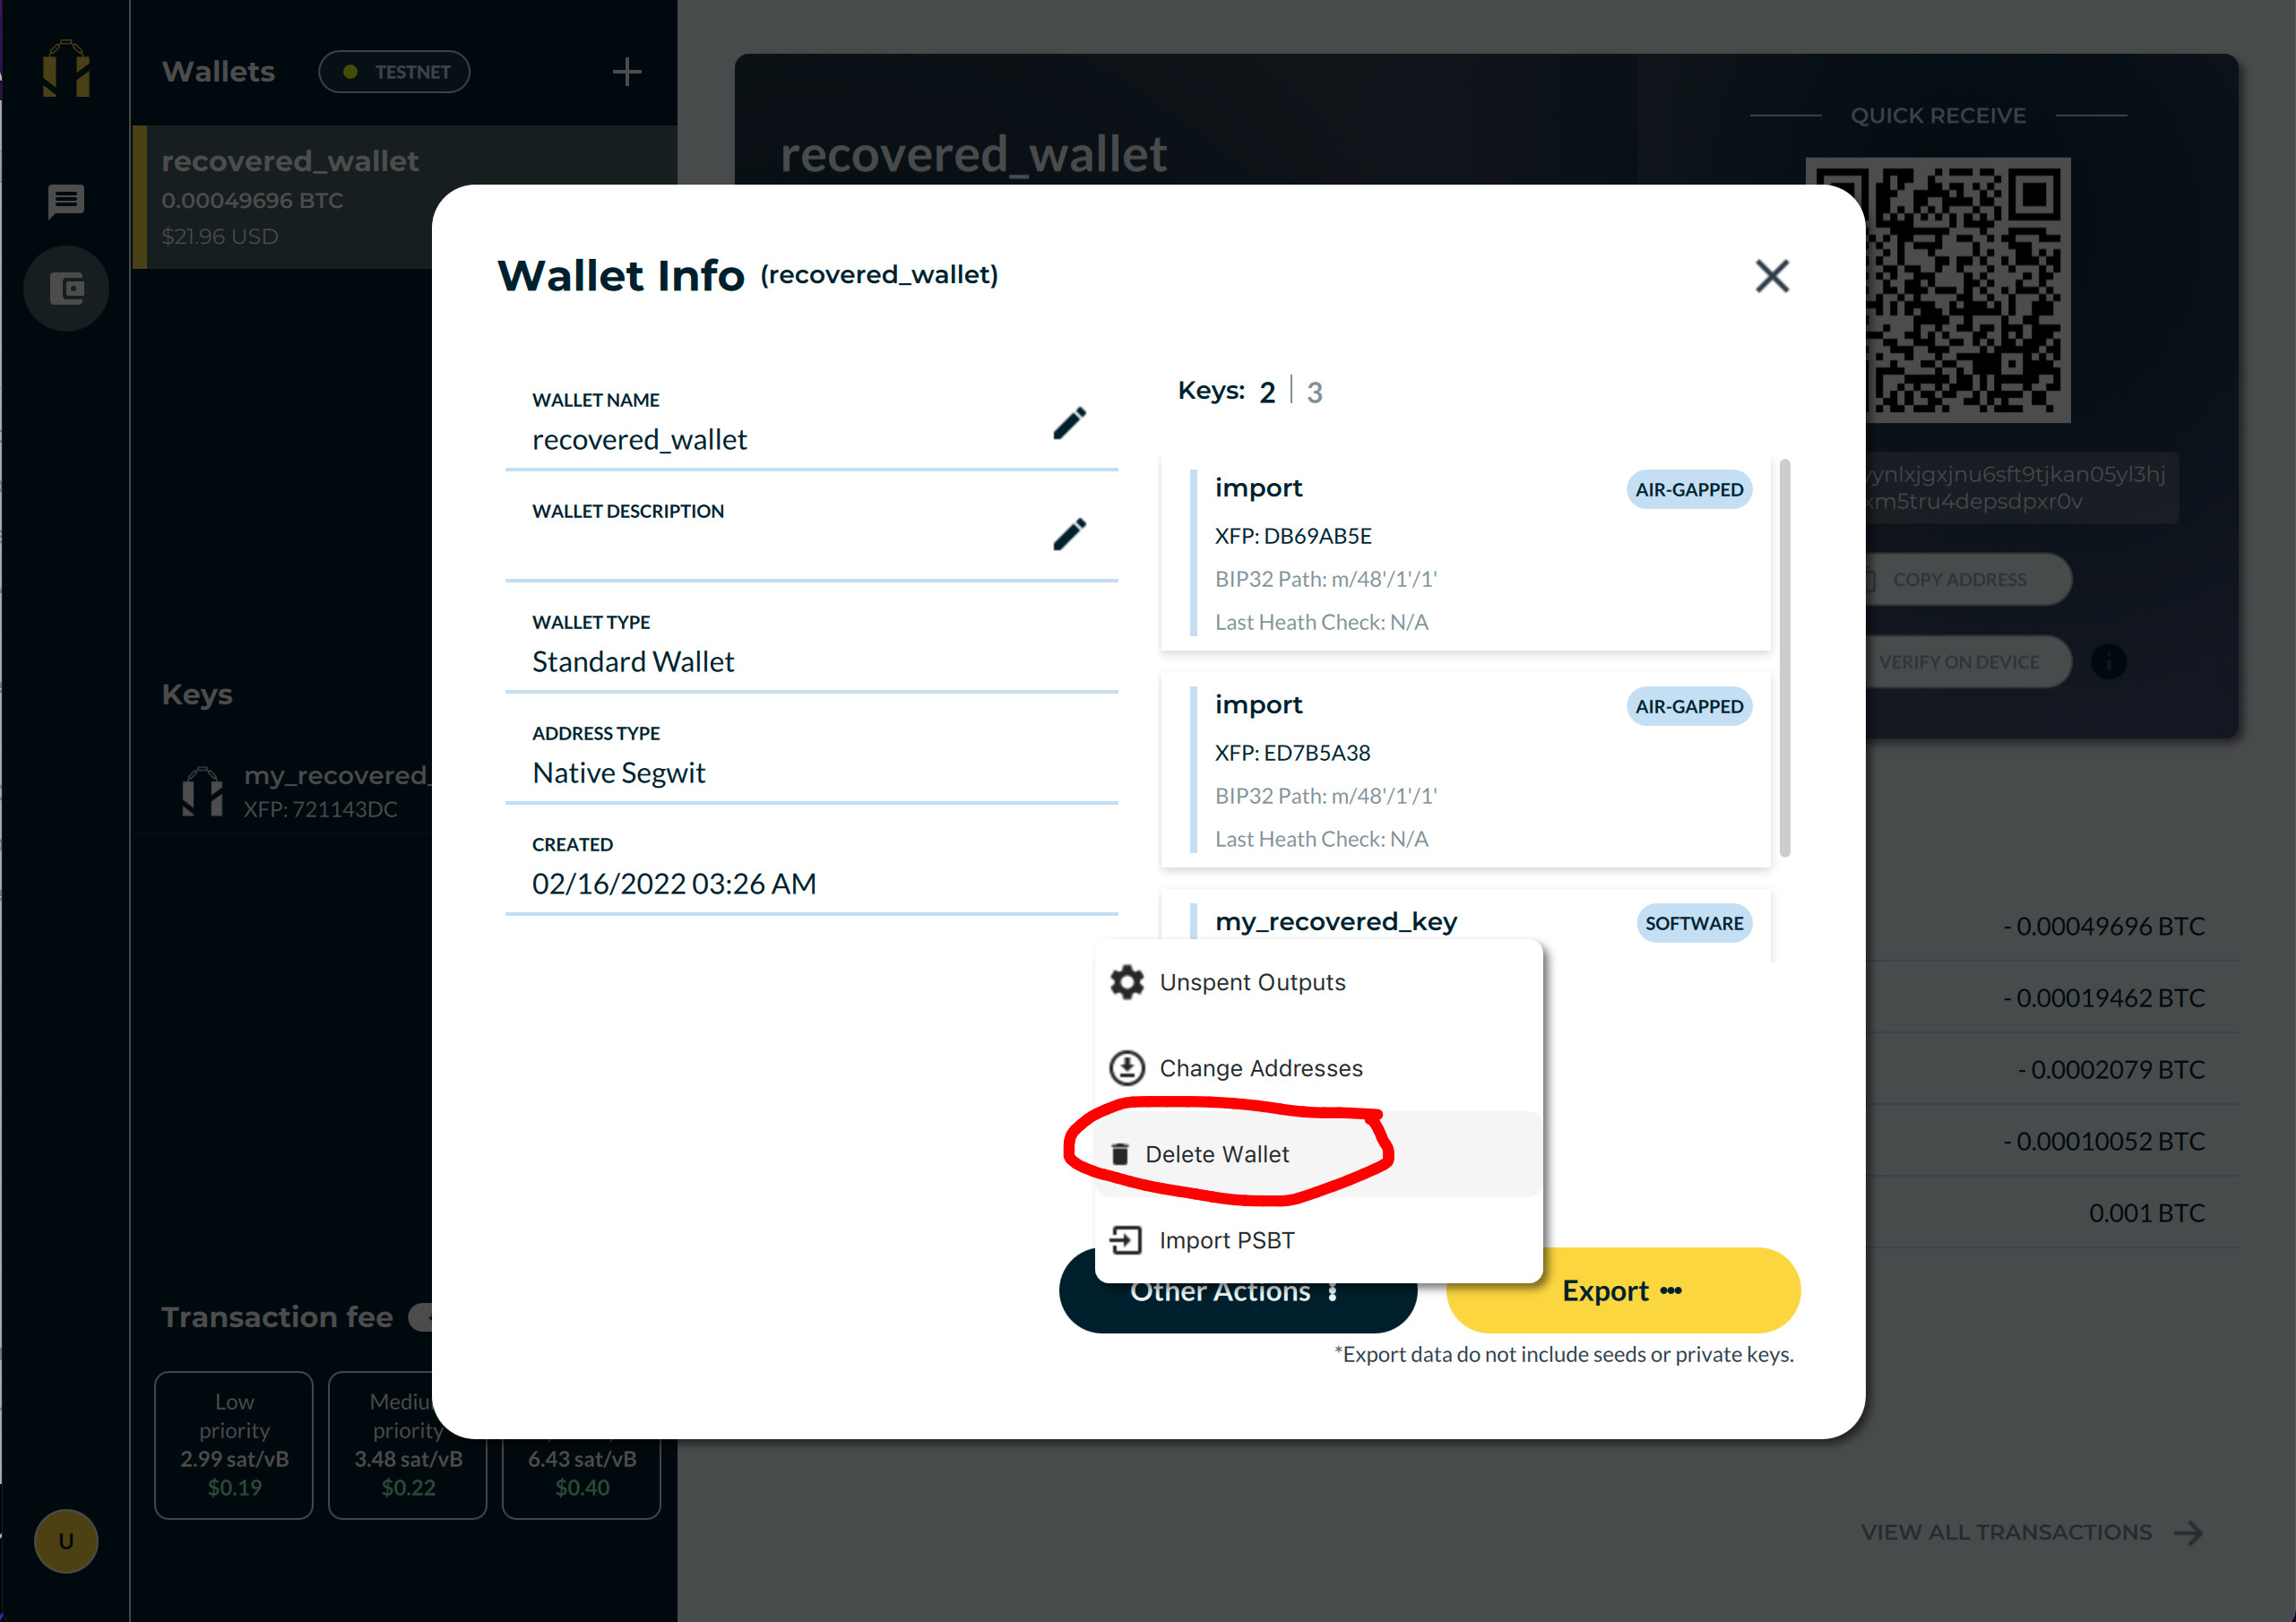 Wallets
TESTNET
recovered_wallet
0.00049696 BTC
$21.96 USD
Keys
my_recovered_
XFP: 721143DC
Transaction fee
Low
priority
2.99 sat/vB
$0.19
priority
3.48 sat/vB
$0.22
6.43 sat/vB
$0.40
U
recovered_wallet
QUICK RECEIVE
ynlxjgxjnu6sft9tjkan05yl3hj
xm5tru4depsdpxr0v
COPY ADDRESS
VERIFY ON DEVICE
- 0.00049696 BTC
- 0.00019462 BTC
- 0.0002079 BTC
- 0.00010052 BTC
0.001 BTC
VIEW ALL TRANSACTIONS
Wallet Info (recovered_wallet)
WALLET NAME
recovered_wallet
WALLET DESCRIPTION
WALLET TYPE
Standard Wallet
ADDRESS TYPE
Native Segwit
CREATED
02/16/2022 03:26 AM
Keys: 2 | 3
import
AIR-GAPPED
XFP: DB69AB5E
BIP32 Path: m/48'/1'/1'
Last Heath Check: N/A
import
AIR-GAPPED
XFP: ED7B5A38
BIP32 Path: m/48'/1'/1'
Last Heath Check: N/A
my_recovered_key
SOFTWARE
Unspent Outputs
Change Addresses
Delete Wallet
Import PSBT
Other Actions
Export
*Export data do not include seeds or private keys.